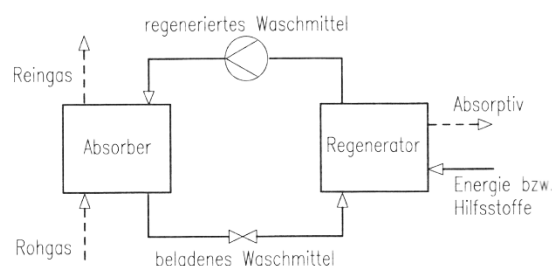 regeneriertes Waschmittel
Reingas
Absorptiv
Absorber
Regenerator
Energie bzw.
Hilfsstoffe
Rohgas
beladenes Waschmittel